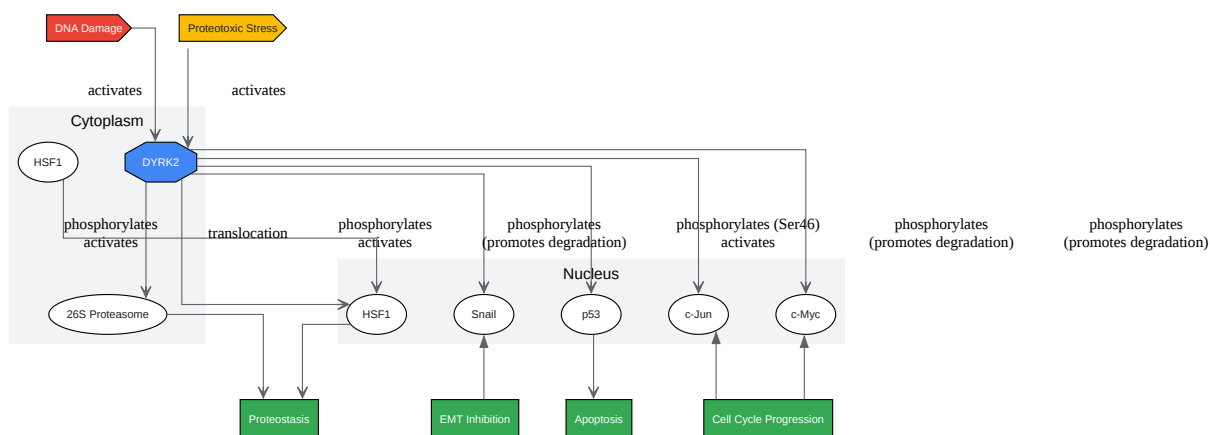 DNA Damage
Proteotoxic Stress
activates
activates
Cytoplasm
HSF1
DYRK2
phosphorylates
activates
translocation
phosphorylates
activates
phosphorylates
(promotes degradation)
phosphorylates (Ser46)
activates
phosphorylates
(promotes degradation)
phosphorylates
(promotes degradation)
Nucleus
26S Proteasome
HSF1
Snail
p53
c-Jun
c-Myc
Proteostasis
EMT Inhibition
Apoptosis
Cell Cycle Progression